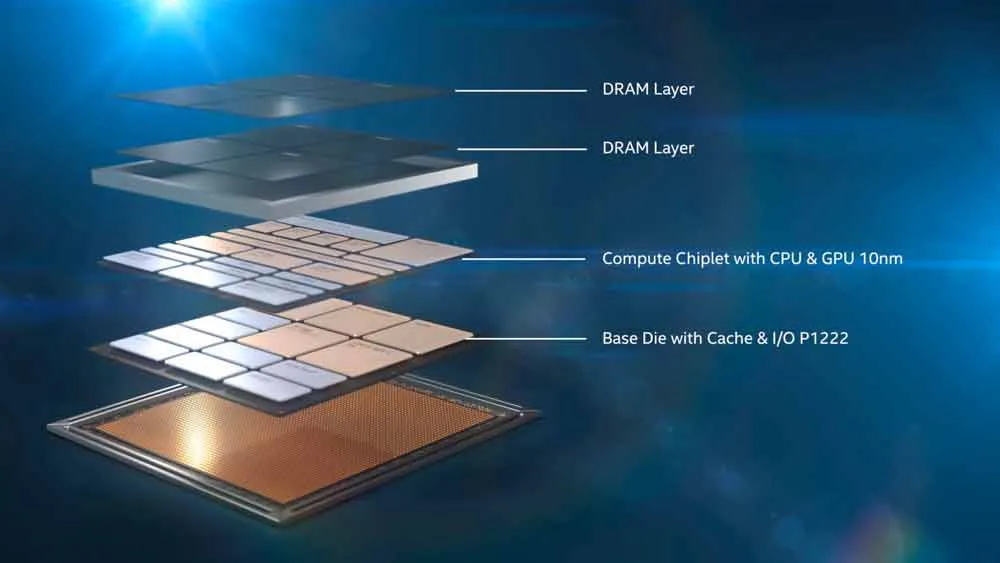 DRAM Layer
DRAM Layer
Compute Chiplet with CPU & GPU 10nm
Base Die with Cache & I/O P1222